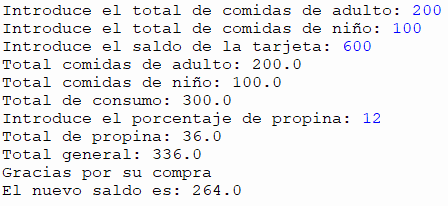 Introduce el total de comidas de adulto: 200
Introduce el total de comidas de niño: 100
Introduce el saldo de la tarjeta: 600
Total comidas de adulto: 200.0
Total comidas de niño: 100.0
Total de consumo: 300.0
Introduce el porcentaje de propina: 12
Total de propina: 36.0
Total general: 336.0
Gracias por su compra
El nuevo saldo es: 264.0